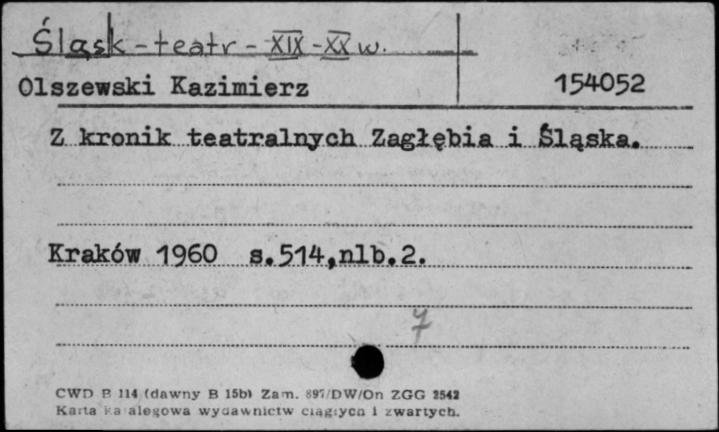 Śląsk - teatr - XIX - XX w.
Olszewski Kazimierz 154052
Z kronik teatralnych Zagłębia i Śląska.
Kraków 1960 s.514,nlb.2.
7
CWD B 114 (dawny B 15b) Zam. 897/DW/On ZGG 2542
Karta katalogowa wydawnictw ciągłych i zwartych.